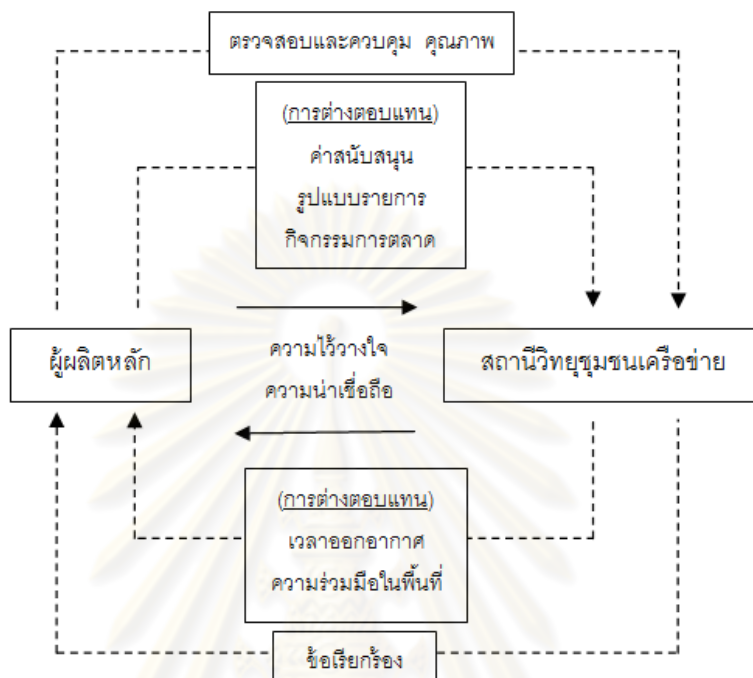 ตรวจสอบและควบคุม คุณภาพ
(การต่างตอบแทน)
ค่าสนับสนุน
รูปแบบรายการ
กิจกรรมการตลาด
ผู้ผลิตหลัก
ความไว้วางใจ
ความน่าเชื่อถือ
สถานีวิทยุชุมชนเครือข่าย
(การต่างตอบแทน)
เวลาออกอากาศ
ความร่วมมือในพื้นที่
ข้อเรียกร้อง